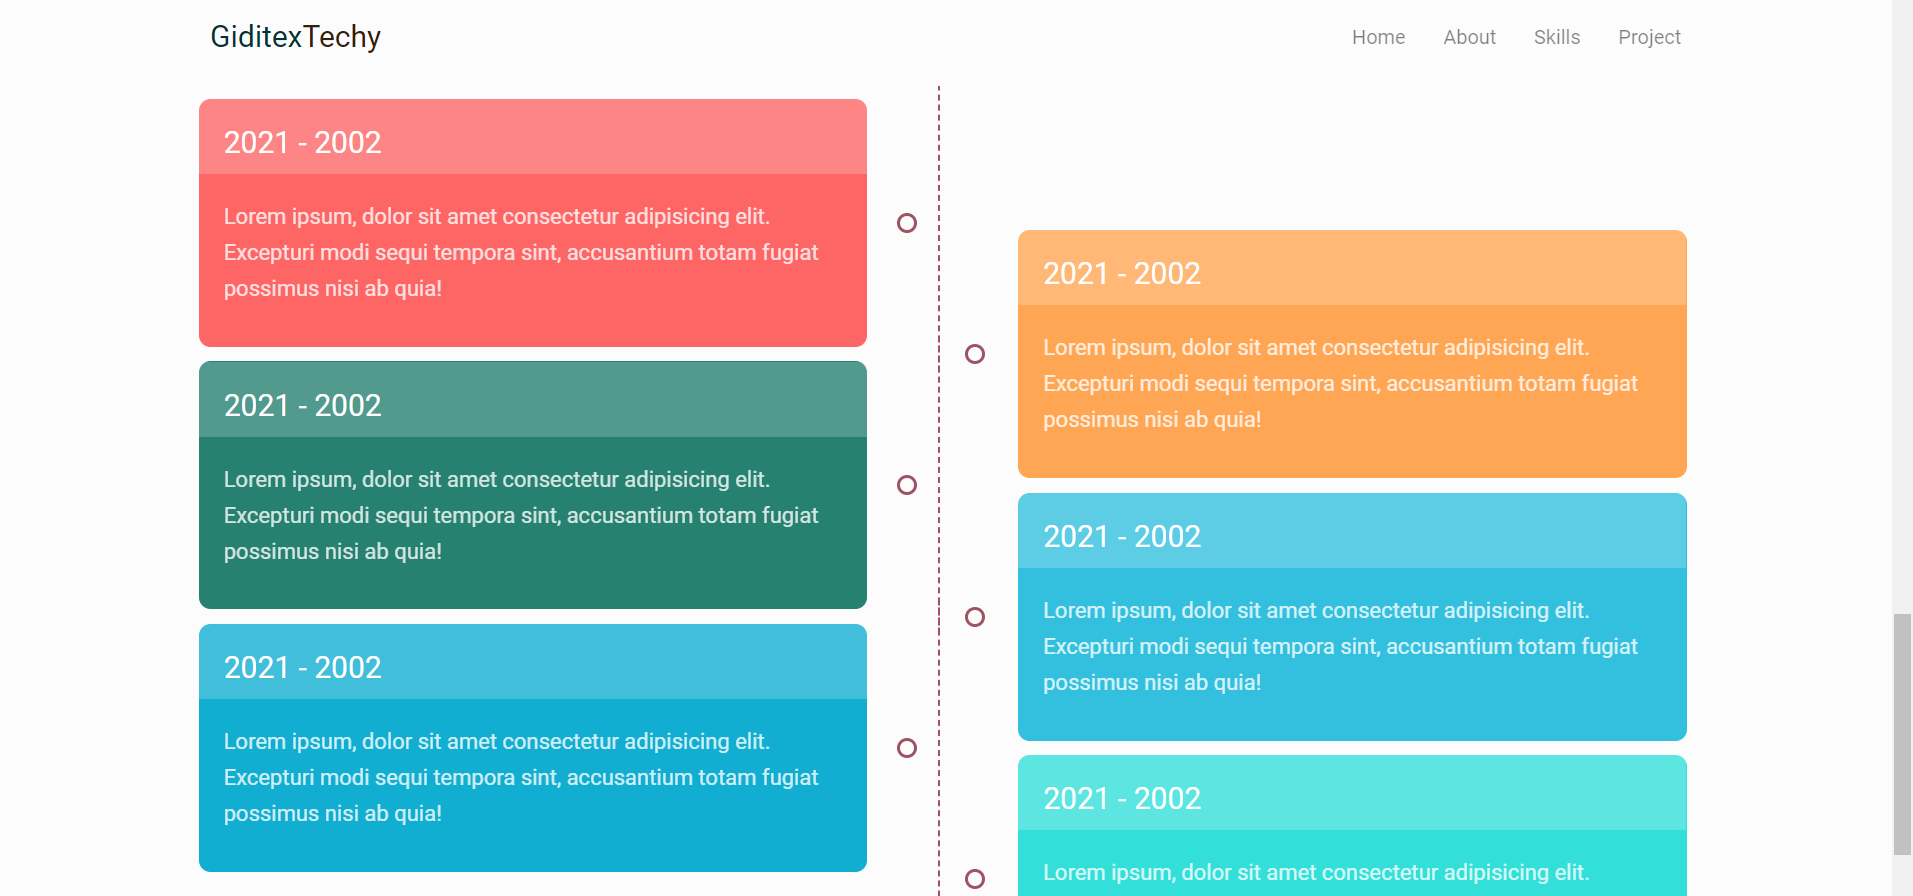 GiditexTechy
Home About Skills Project
2021 - 2002
Lorem ipsum, dolor sit amet consectetur adipisicing elit.
Excepturi modi sequi tempora sint, accusantium totam fugiat
possimus nisi ab quia!
2021 - 2002
Lorem ipsum, dolor sit amet consectetur adipisicing elit.
Excepturi modi sequi tempora sint, accusantium totam fugiat
possimus nisi ab quia!
2021 - 2002
Lorem ipsum, dolor sit amet consectetur adipisicing elit.
Excepturi modi sequi tempora sint, accusantium totam fugiat
possimus nisi ab quia!
2021 - 2002
Lorem ipsum, dolor sit amet consectetur adipisicing elit.
Excepturi modi sequi tempora sint, accusantium totam fugiat
possimus nisi ab quia!
2021 - 2002
Lorem ipsum, dolor sit amet consectetur adipisicing elit.
Excepturi modi sequi tempora sint, accusantium totam fugiat
possimus nisi ab quia!
2021 - 2002
Lorem ipsum, dolor sit amet consectetur adipisicing elit.